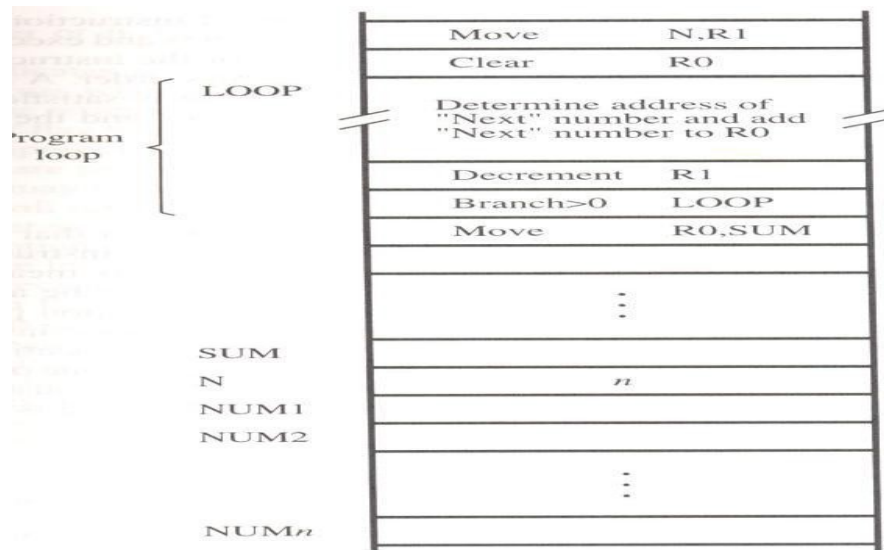 Move N,R1
Clear R0
LOOP
Determine address of
"Next" number and add
"Next" number to R0
Program
loop
Decrement R1
Branch>0 LOOP
Move R0,SUM
SUM
N n
NUM1
NUM2
NUMn